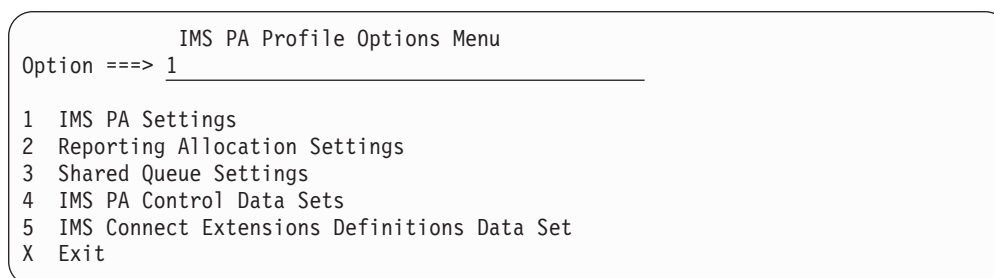 IMS PA Profile Options Menu
Option ===> 1
1 IMS PA Settings
2 Reporting Allocation Settings
3 Shared Queue Settings
4 IMS PA Control Data Sets
5 IMS Connect Extensions Definitions Data Set
X Exit